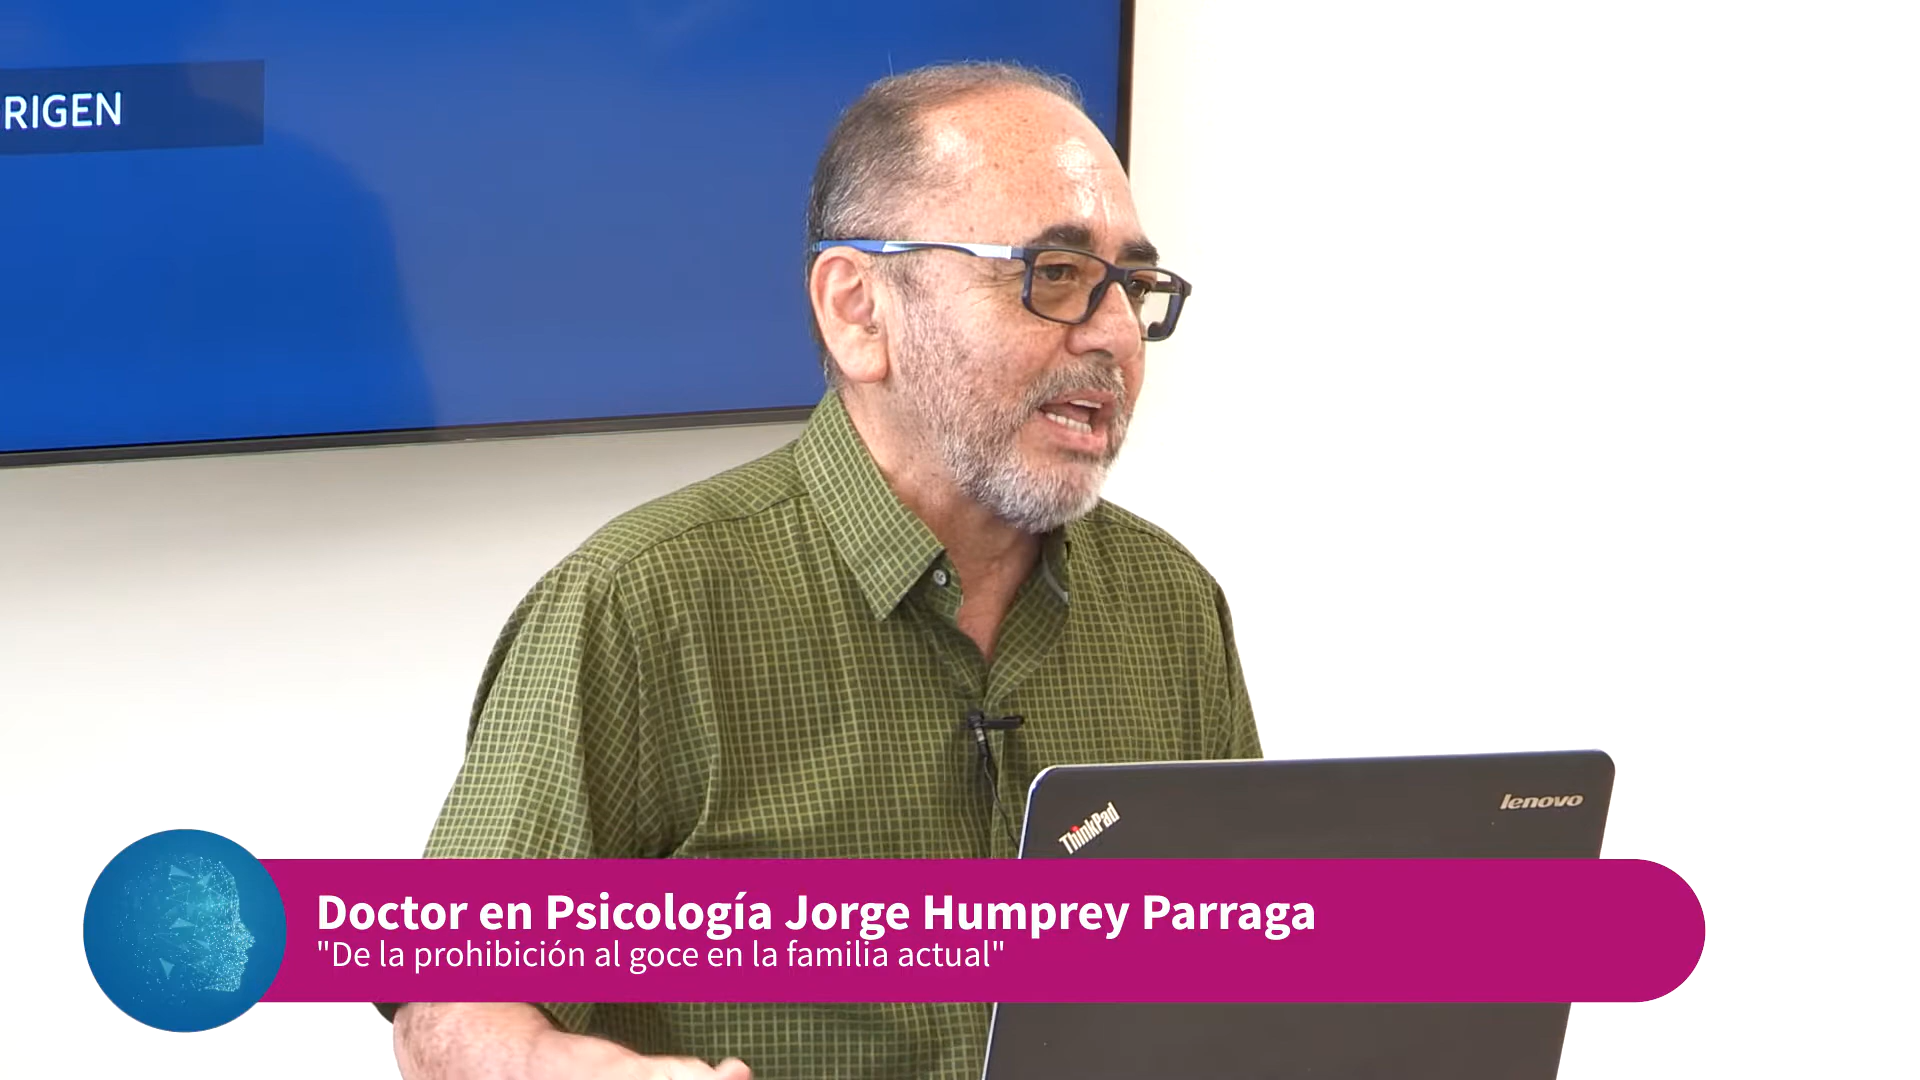 RIGEN
ThinkPad
lenovo
Doctor en Psicología Jorge Humprey Parraga
"De la prohibición al goce en la familia actual"